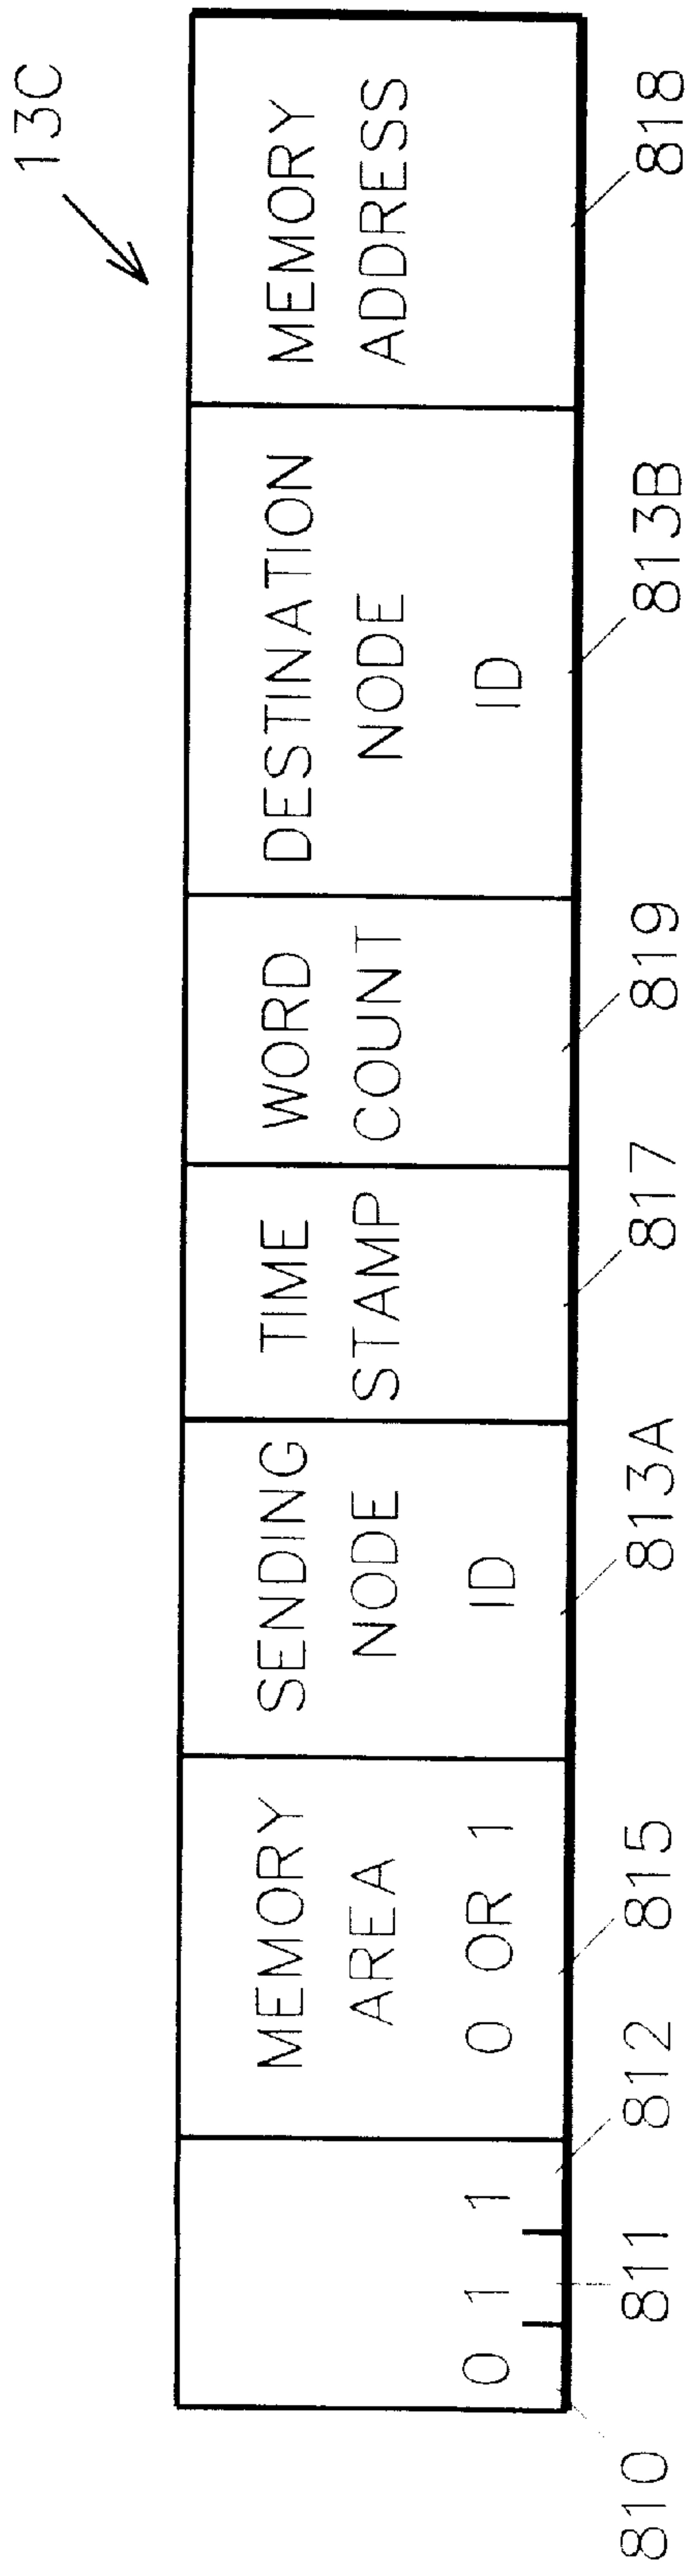 13C
0 1 1
MEMORY
AREA
0 OR 1
SENDING
NODE
ID
TIME
STAMP
WORD
COUNT
DESTINATION
NODE
ID
MEMORY
ADDRESS
810
811
812
815
813A
817
819
813B
818